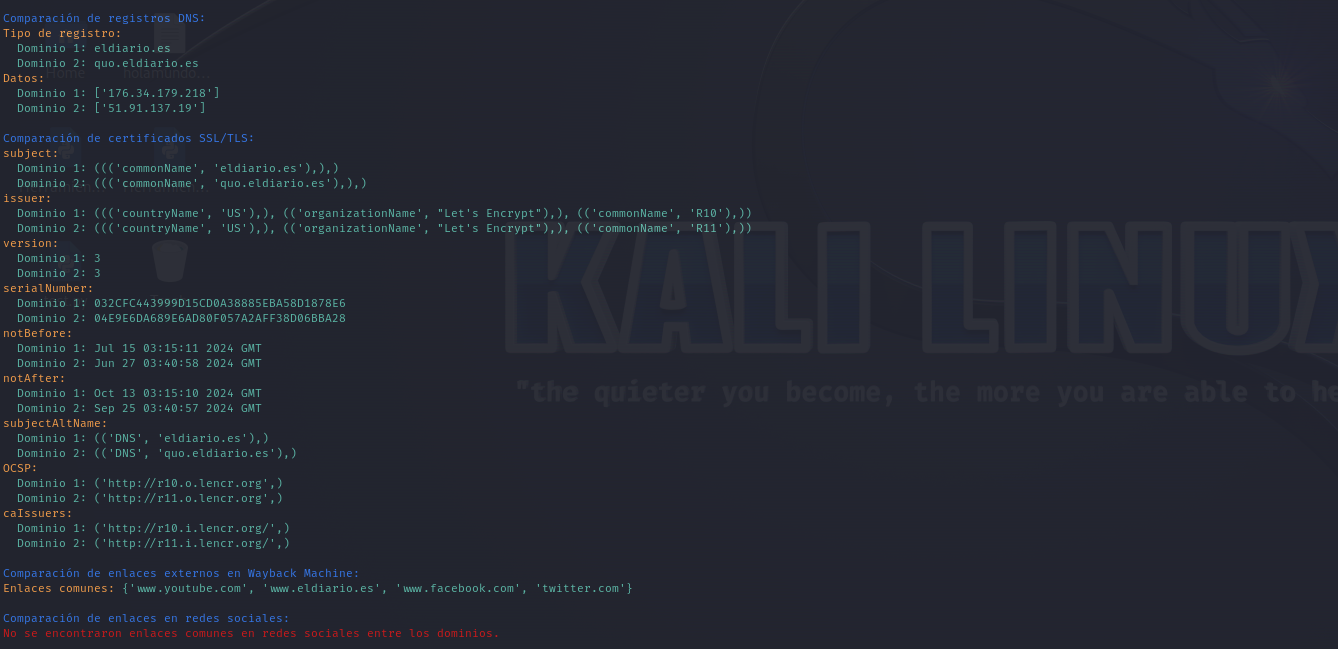 Comparación de registros DNS:
Tipo de registro:
Dominio 1: eldiario.es
Dominio 2: quo.eldiario.es
Datos:
Dominio 1: ['176.34.179.218']
Dominio 2: ['51.91.137.19']
Comparación de certificados SSL/TLS:
subject:
Dominio 1: ((('commonName', 'eldiario.es'),),)
Dominio 2: ((('commonName', 'quo.eldiario.es'),),)
issuer:
Dominio 1: ((('countryName', 'US'),), (('organizationName', "Let's Encrypt"),), (('commonName', 'R10'),))
Dominio 2: ((('countryName', 'US'),), (('organizationName', "Let's Encrypt"),), (('commonName', 'R11'),))
version:
Dominio 1: 3
Dominio 2: 3
serialNumber:
Dominio 1: 032CFC443999D15CD0A38885EBA58D1878E6
Dominio 2: 04E9E6DA689E6AD80F057A2AFF38D06BBA28
notBefore:
Dominio 1: Jul 15 03:15:11 2024 GMT
Dominio 2: Jun 27 03:40:58 2024 GMT
notAfter:
Dominio 1: Oct 13 03:15:10 2024 GMT
Dominio 2: Sep 25 03:40:57 2024 GMT
subjectAltName:
Dominio 1: (('DNS', 'eldiario.es'),)
Dominio 2: (('DNS', 'quo.eldiario.es'),)
OCSP:
Dominio 1: ('http://r10.o.lencr.org',)
Dominio 2: ('http://r11.o.lencr.org',)
caIssuers:
Dominio 1: ('http://r10.i.lencr.org/',)
Dominio 2: ('http://r11.i.lencr.org/',)
Comparación de enlaces externos en Wayback Machine:
Enlaces comunes: {'www.youtube.com', 'www.eldiario.es', 'www.facebook.com', 'twitter.com'}
Comparación de enlaces en redes sociales:
No se encontraron enlaces comunes en redes sociales entre los dominios.
Home
holamundo...
KALI LINUX
"the quieter you become, the more you are able to he